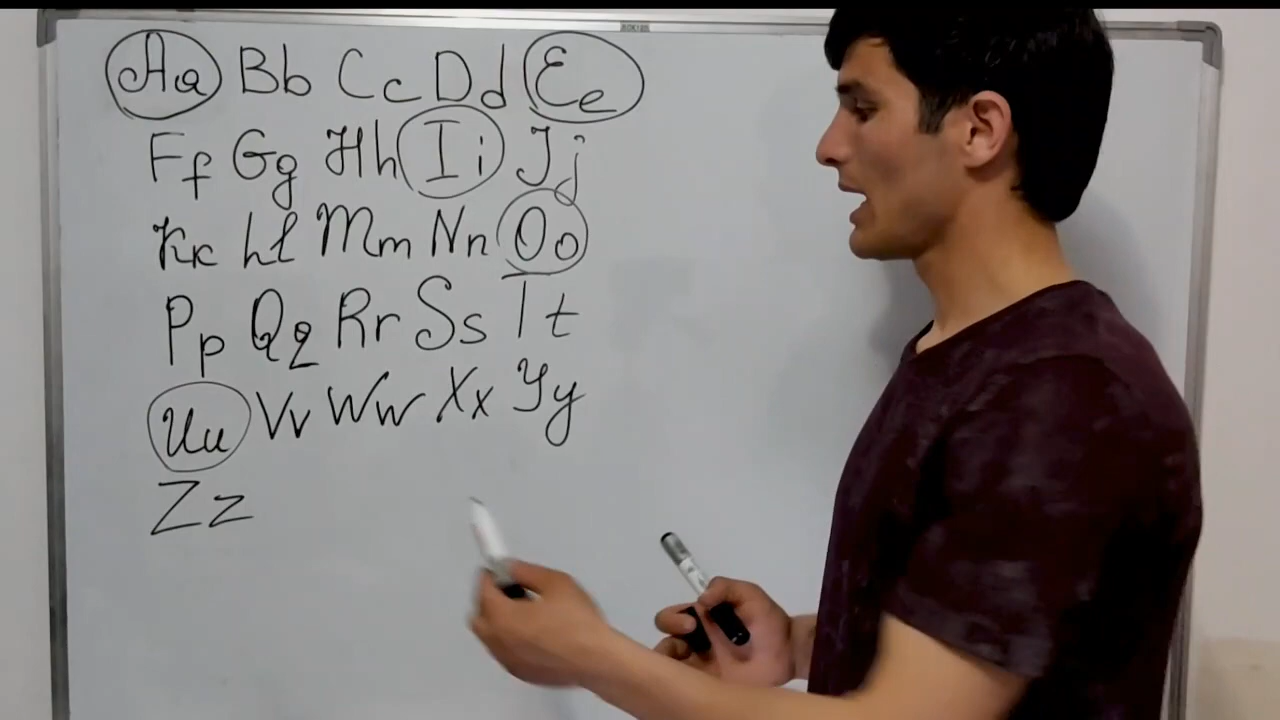 Aa Bb Cc Dd Ee
Ff Gg Hh Ii Jj
Kk Ll Mm Nn Oo
Pp Qq Rr Ss Tt
Uu Vv Ww Xx Yy
Zz